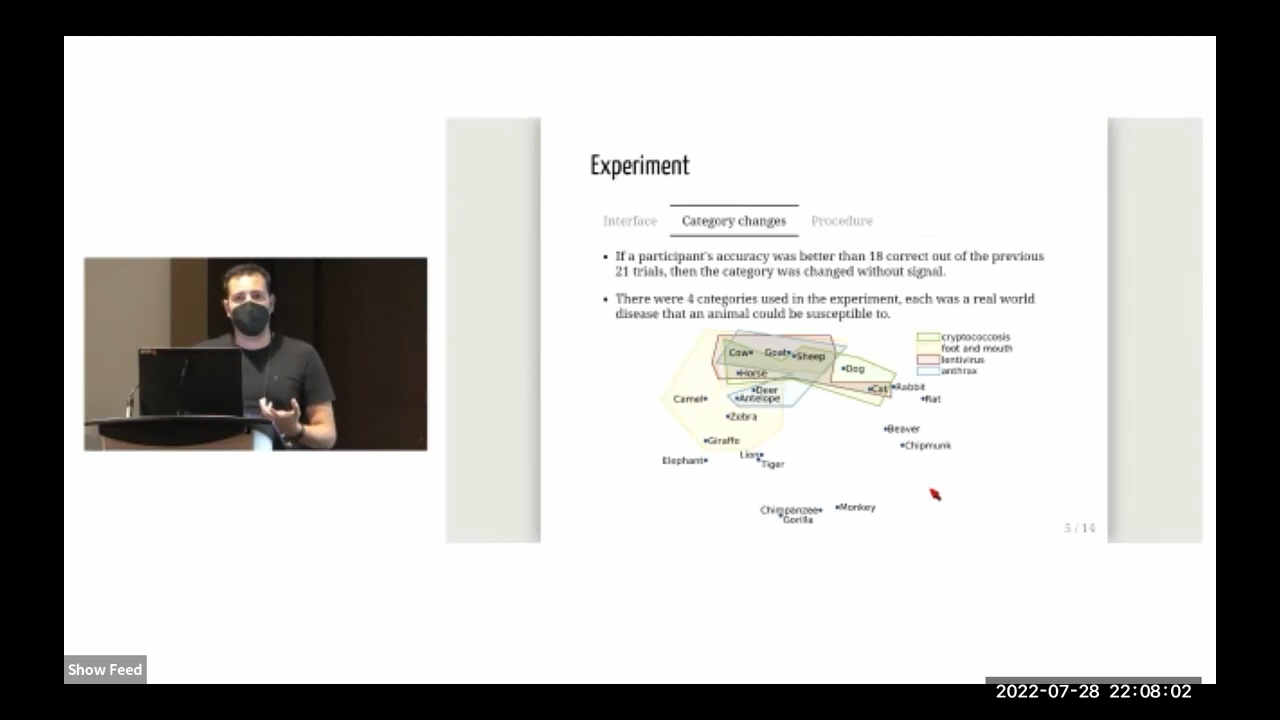 Experiment
Interface Category changes Procedure
If a participant's accuracy was better than 18 correct out of the previous
21 trials, then the category was changed without signal.
There were 4 categories used in the experiment, each was a real world
disease that an animal could be susceptible to.
cryptococcosis
foot and mouth
lentivirus
anthrax
Cow Goat Sheep
Horse Dog
Deer Cat Rabbit
Camel Antelope Rat
Zebra
Beaver
Giraffe Chipmunk
Elephant Lion
Tiger
Chimpanzee Monkey
Gorilla
5 / 14
Show Feed
2022-07-28 22:08:02